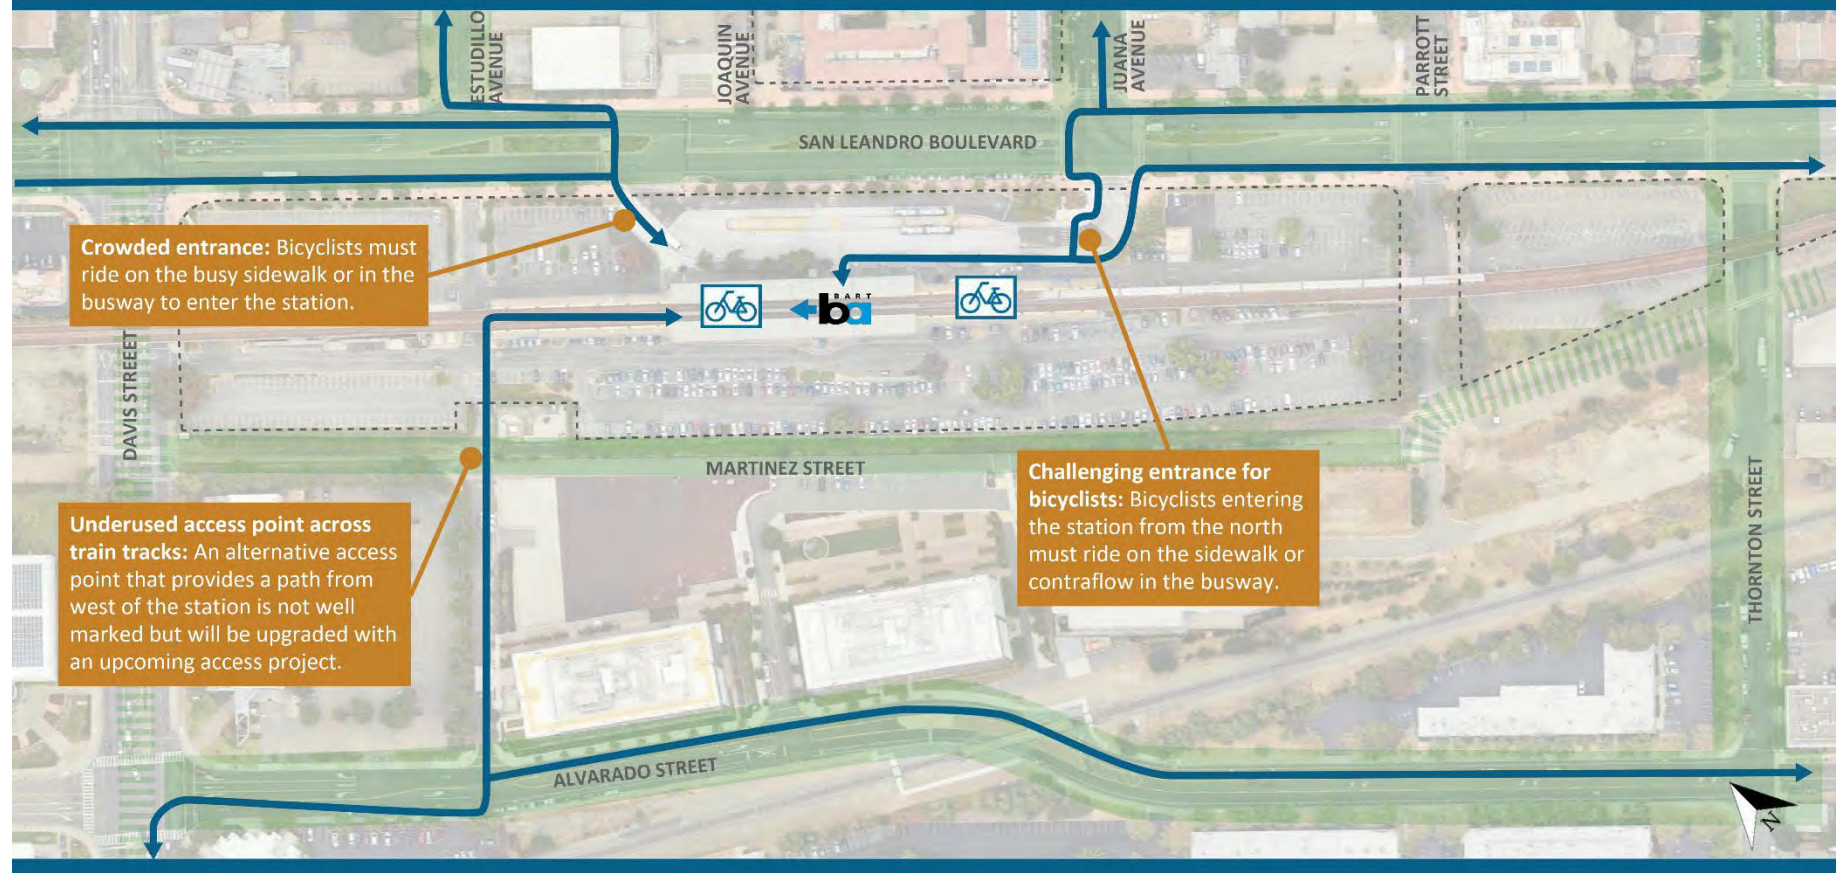 ESTUDILLO
AVENUE
JOAQUIN
AVENUE
JUANA
AVENUE
PARROTT
STREET
SAN LEANDRO BOULEVARD
Crowded entrance: Bicyclists must
ride on the busy sidewalk or in the
busway to enter the station.
BART
ba
DAVIS STREET
MARTINEZ STREET
Challenging entrance for
bicyclists: Bicyclists entering
the station from the north
must ride on the sidewalk or
contraflow in the busway.
Underused access point across
train tracks: An alternative access
point that provides a path from
west of the station is not well
marked but will be upgraded with
an upcoming access project.
THORNTON STREET
ALVARADO STREET
N